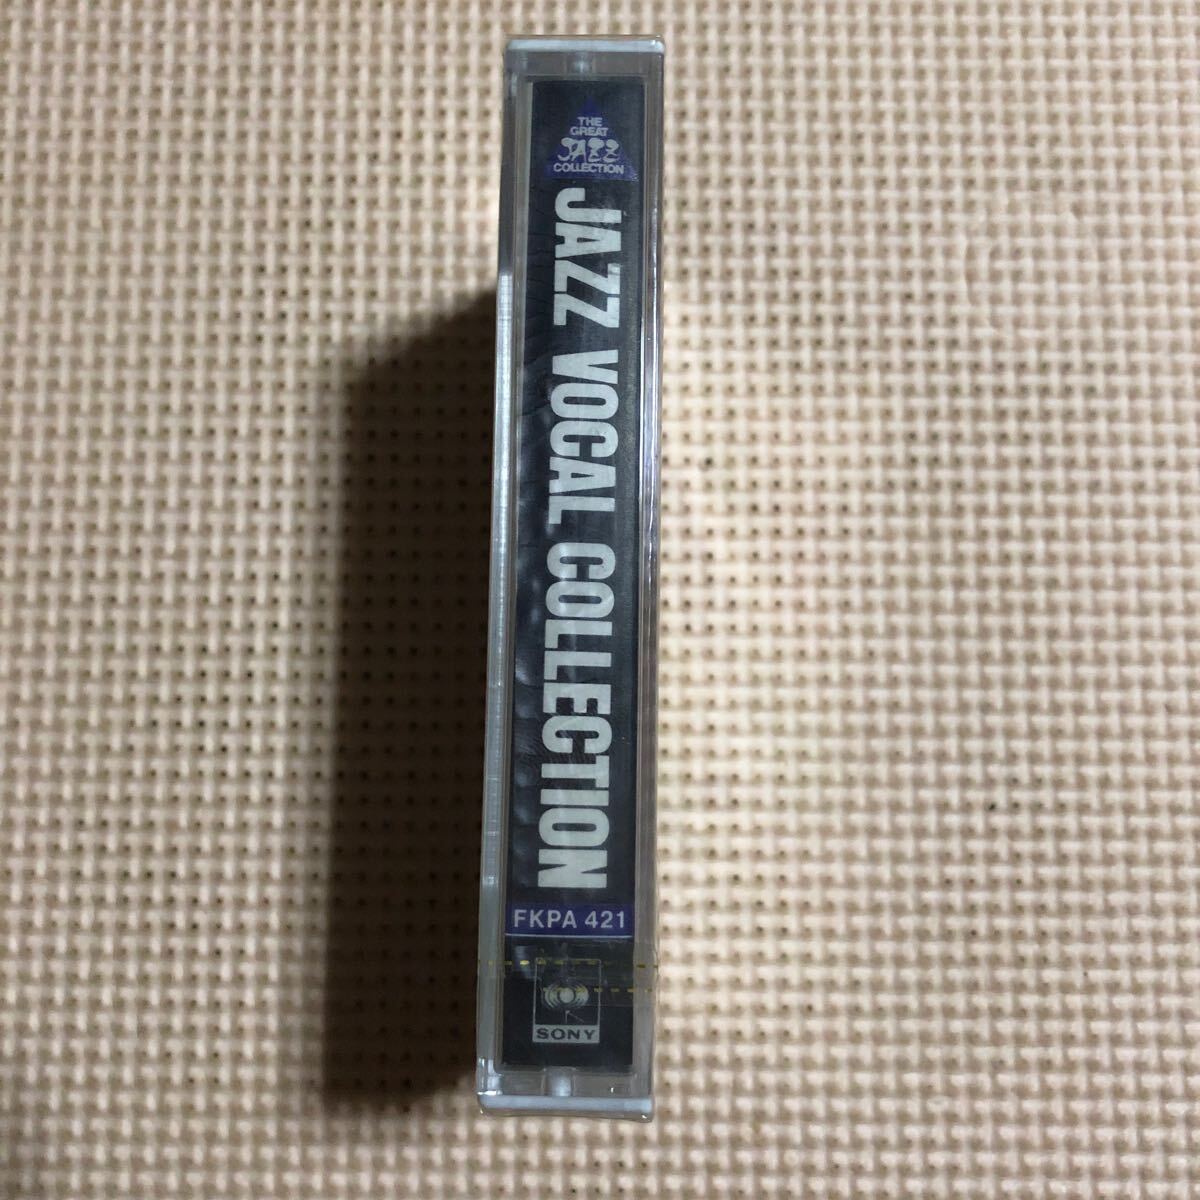 THE
GREAT
JAZZ
COLLECTION
JAZZ VOCAL COLLECTION
FKPA 421
SONY